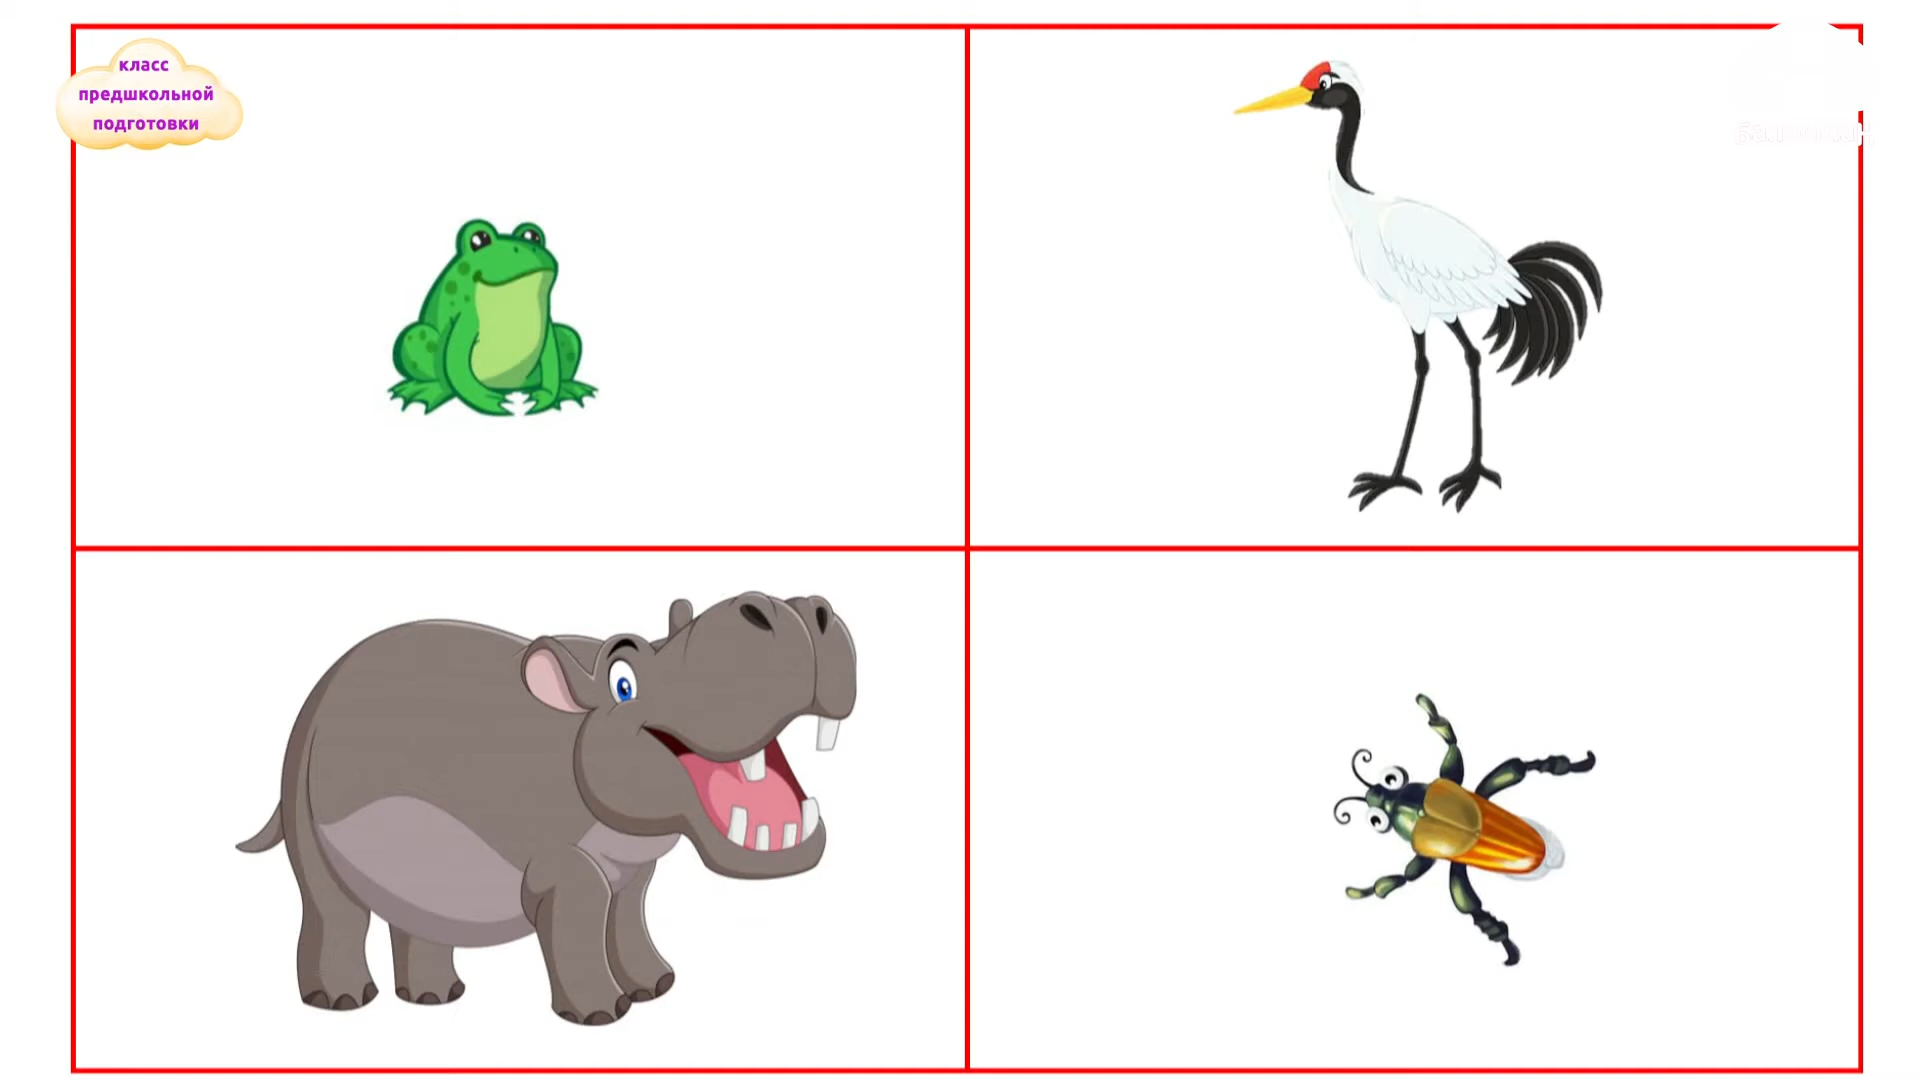 класс
предшкольной
подготовки